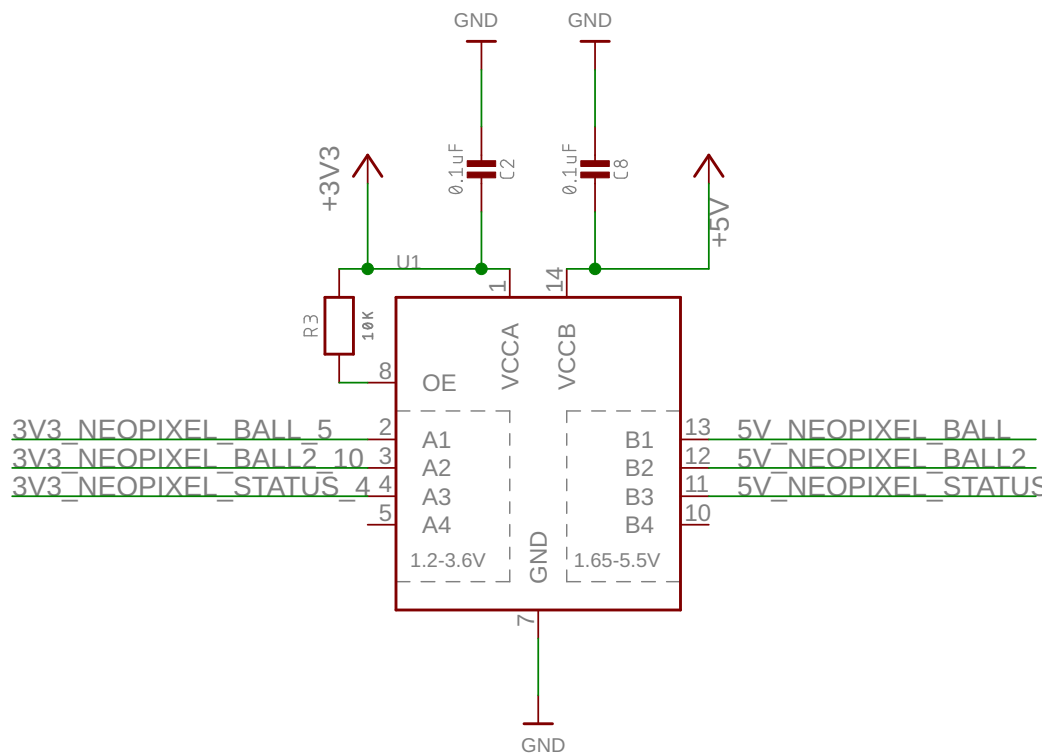 GND GND
+3V3 0.1uF C2 0.1uF C8 +5V
U1
1 14
R3 10K
VCCA VCCB
8 OE
3V3_NEOPIXEL_BALL_5 2 A1 B1 13 5V_NEOPIXEL_BALL
3V3_NEOPIXEL_BALL2_10 3 A2 B2 12 5V_NEOPIXEL_BALL2
3V3_NEOPIXEL_STATUS_4 4 A3 B3 11 5V_NEOPIXEL_STATUS
5 A4 B4 10
1.2-3.6V GND 1.65-5.5V
7
GND